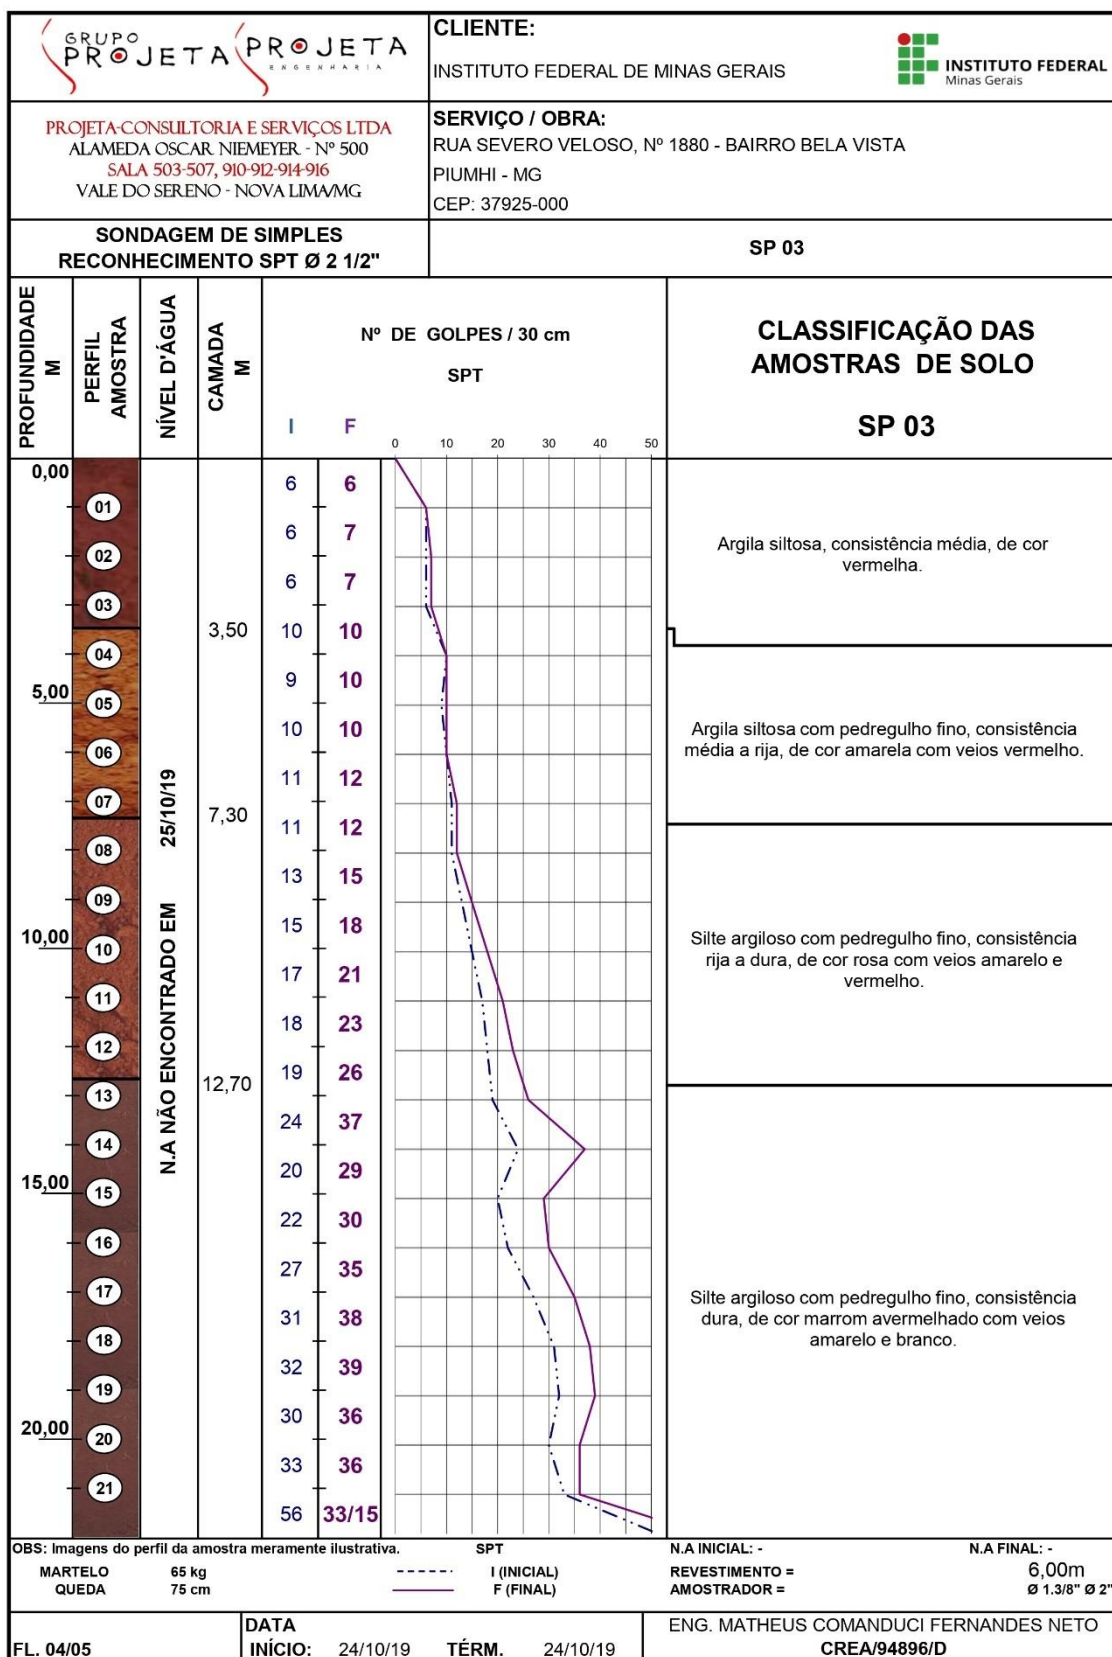 GRUPO
PROJETA
PROJETA
ENGENHARIA
CLIENTE:
INSTITUTO FEDERAL DE MINAS GERAIS
INSTITUTO FEDERAL
Minas Gerais
PROJETA-CONSULTORIA E SERVIÇOS LTDA
ALAMEDA OSCAR NIEMEYER - Nº 500
SALA 503-507, 910-912-914-916
VALE DO SERENO - NOVA LIMA/MG
SERVIÇO / OBRA:
RUA SEVERO VELOSO, Nº 1880 - BAIRRO BELA VISTA
PIUMHI - MG
CEP: 37925-000
SONDAGEM DE SIMPLES
RECONHECIMENTO SPT Ø 2 1/2"
SP 03
PROFUNDIDADE
M
PERFIL
AMOSTRA
NÍVEL D'ÁGUA
CAMADA
M
Nº DE GOLPES / 30 cm
SPT
I F
0 10 20 30 40 50
CLASSIFICAÇÃO DAS
AMOSTRAS DE SOLO
SP 03
0,00
5,00
10,00
15,00
20,00
01
02
03
04
05
06
07
08
09
10
11
12
13
14
15
16
17
18
19
20
21
N.A NÃO ENCONTRADO EM 25/10/19
3,50
7,30
12,70
6 6
6 7
6 7
10 10
9 10
10 10
11 12
11 12
13 15
15 18
17 21
18 23
19 26
24 37
20 29
22 30
27 35
31 38
32 39
30 36
33 36
56 33/15
Argila siltosa, consistência média, de cor
vermelha.
Argila siltosa com pedregulho fino, consistência
média a rija, de cor amarela com veios vermelho.
Silte argiloso com pedregulho fino, consistência
rija a dura, de cor rosa com veios amarelo e
vermelho.
Silte argiloso com pedregulho fino, consistência
dura, de cor marrom avermelhado com veios
amarelo e branco.
OBS: Imagens do perfil da amostra meramente ilustrativa.
MARTELO 65 kg
QUEDA 75 cm
SPT
I (INICIAL)
F (FINAL)
N.A INICIAL: - N.A FINAL: -
REVESTIMENTO = 6,00m
AMOSTRADOR = Ø 1.3/8" Ø 2"
FL. 04/05
DATA
INÍCIO: 24/10/19 TÉRM. 24/10/19
ENG. MATHEUS COMANDUCI FERNANDES NETO
CREA/94896/D